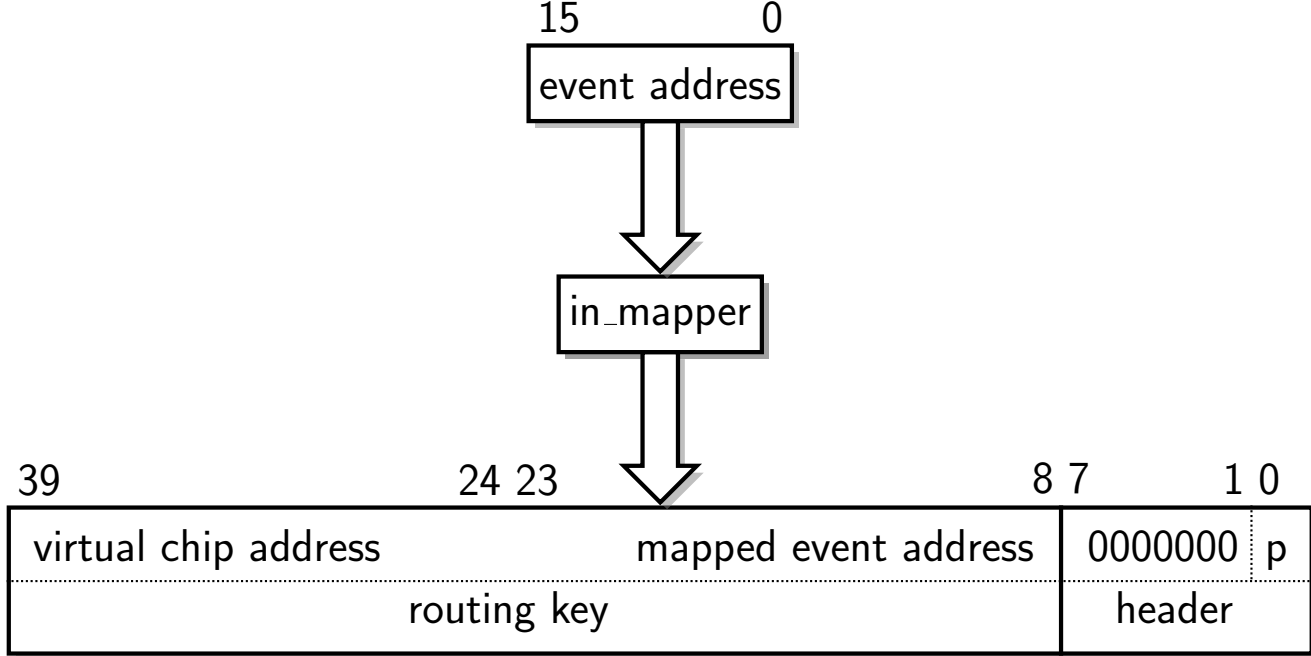 15 0
event address
in_mapper
39 24 23 8 7 1 0
virtual chip address mapped event address 0000000 p
routing key header